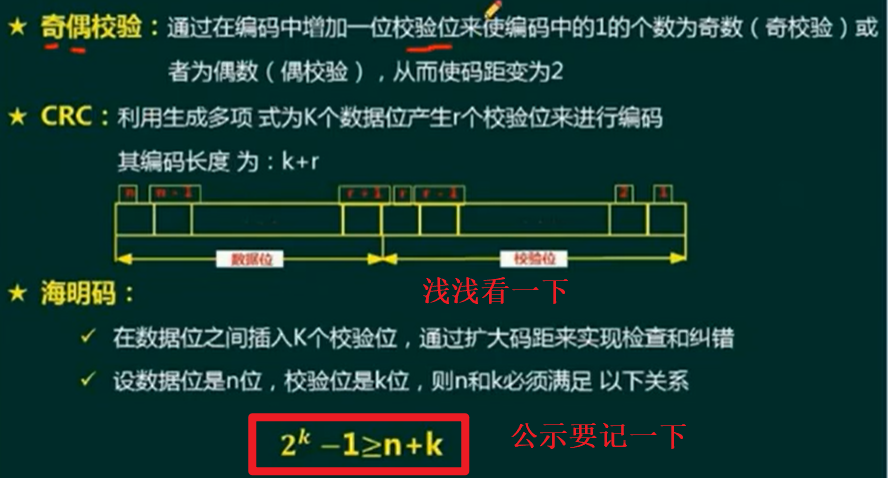 ★ 奇偶校验：通过在编码中增加一位校验位来使编码中的1的个数为奇数（奇校验）或
者为偶数（偶校验），从而使码距变为2
★ CRC：利用生成多项 式为K个数据位产生r个校验位来进行编码
其编码长度 为：k+r
n n-1 r+1 r r-1 2 1
数据位 校验位
浅浅看一下
★ 海明码：
✓ 在数据位之间插入K个校验位，通过扩大码距来实现检查和纠错
✓ 设数据位是n位，校验位是k位，则n和k必须满足 以下关系
2^k -1≥n+k 公示要记一下